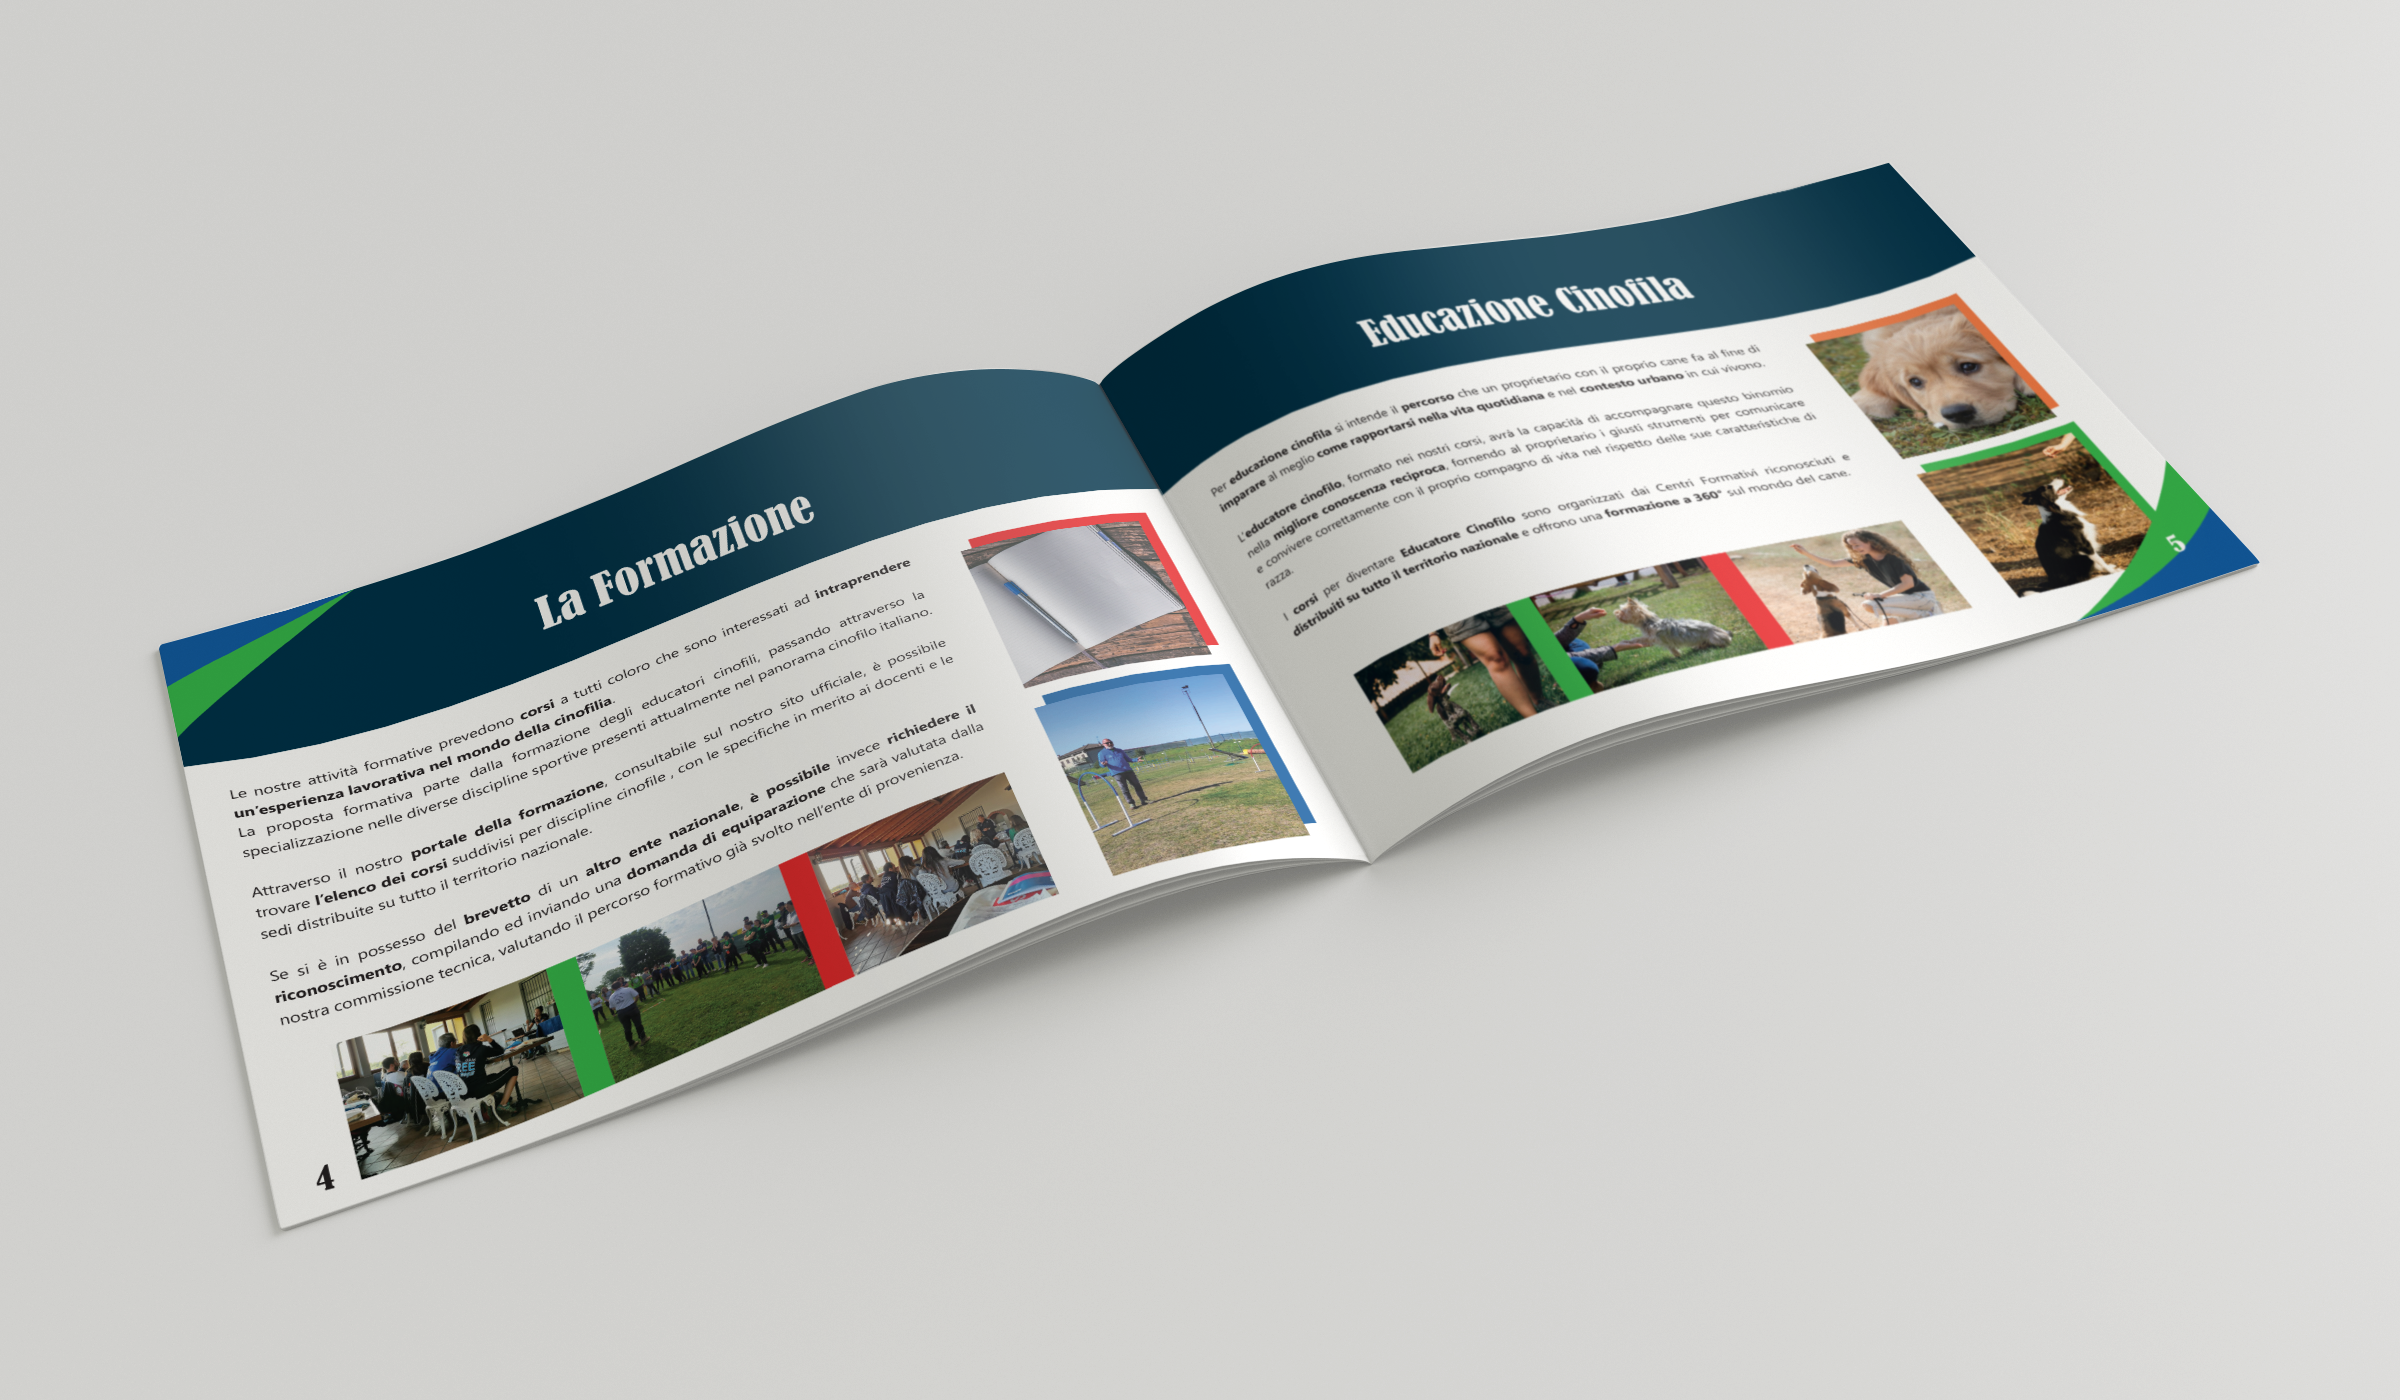 La Formazione
Le nostre attività formative prevedono corsi a tutti coloro che sono interessati ad intraprendere
un'esperienza lavorativa nel mondo della cinofilia.
La proposta formativa parte dalla formazione degli educatori cinofili, passando attraverso la
specializzazione nelle diverse discipline sportive presenti attualmente nel panorama cinofilo italiano.
Attraverso il nostro portale della formazione, consultabile sul nostro sito ufficiale, è possibile
trovare l'elenco dei corsi suddivisi per discipline cinofile , con le specifiche in merito ai docenti e le
sedi distribuite su tutto il territorio nazionale.
Se si è in possesso del brevetto di un altro ente nazionale, è possibile invece richiedere il
riconoscimento, compilando ed inviando una domanda di equiparazione che sarà valutata dalla
nostra commissione tecnica, valutando il percorso formativo già svolto nell'ente di provenienza.
4
Educazione Cinofila
Per educazione cinofila si intende il percorso che un proprietario con il proprio cane fa al fine di
imparare al meglio come rapportarsi nella vita quotidiana e nel contesto urbano in cui vivono.
L'educatore cinofilo, formato nei nostri corsi, avrà la capacità di accompagnare questo binomio
nella migliore conoscenza reciproca, fornendo al proprietario i giusti strumenti per comunicare
e convivere correttamente con il proprio compagno di vita nel rispetto delle sue caratteristiche di
razza.
I corsi per diventare Educatore Cinofilo sono organizzati dai Centri Formativi riconosciuti e
distribuiti su tutto il territorio nazionale e offrono una formazione a 360° sul mondo del cane.
5